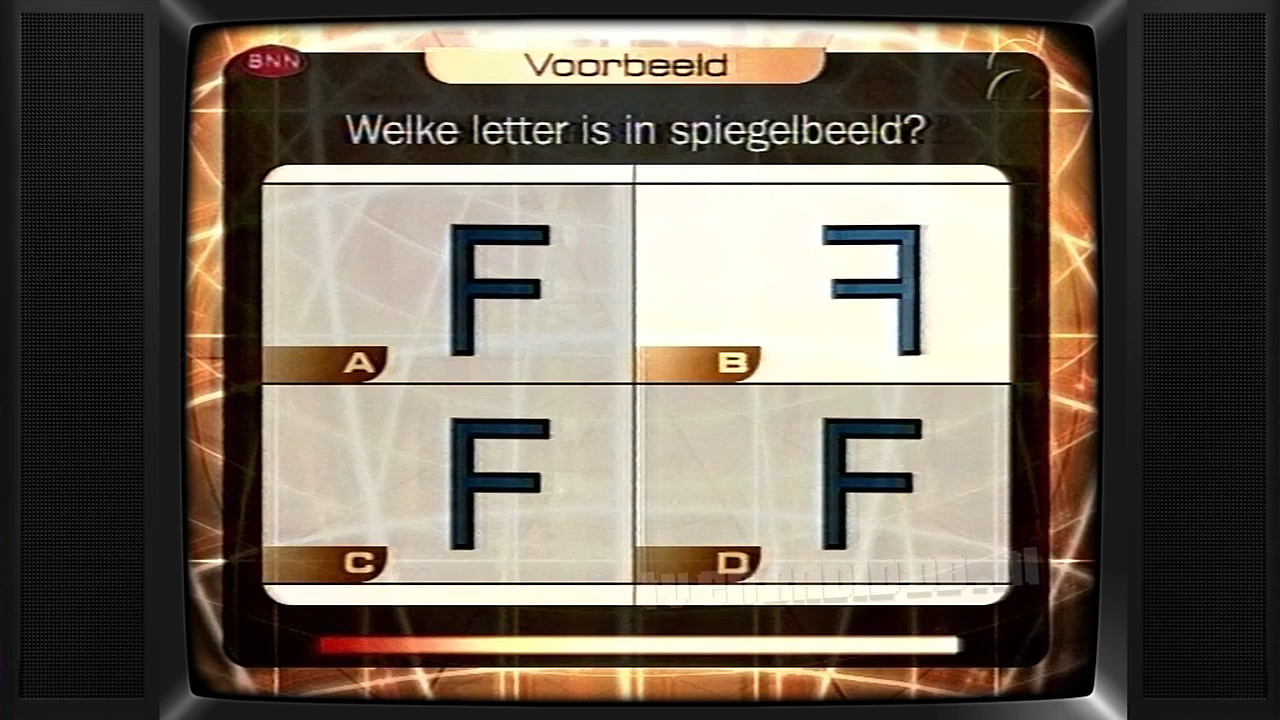 BNN
Voorbeeld
Welke letter is in spiegelbeeld?
F
ꟻ
A
B
F
F
C
D